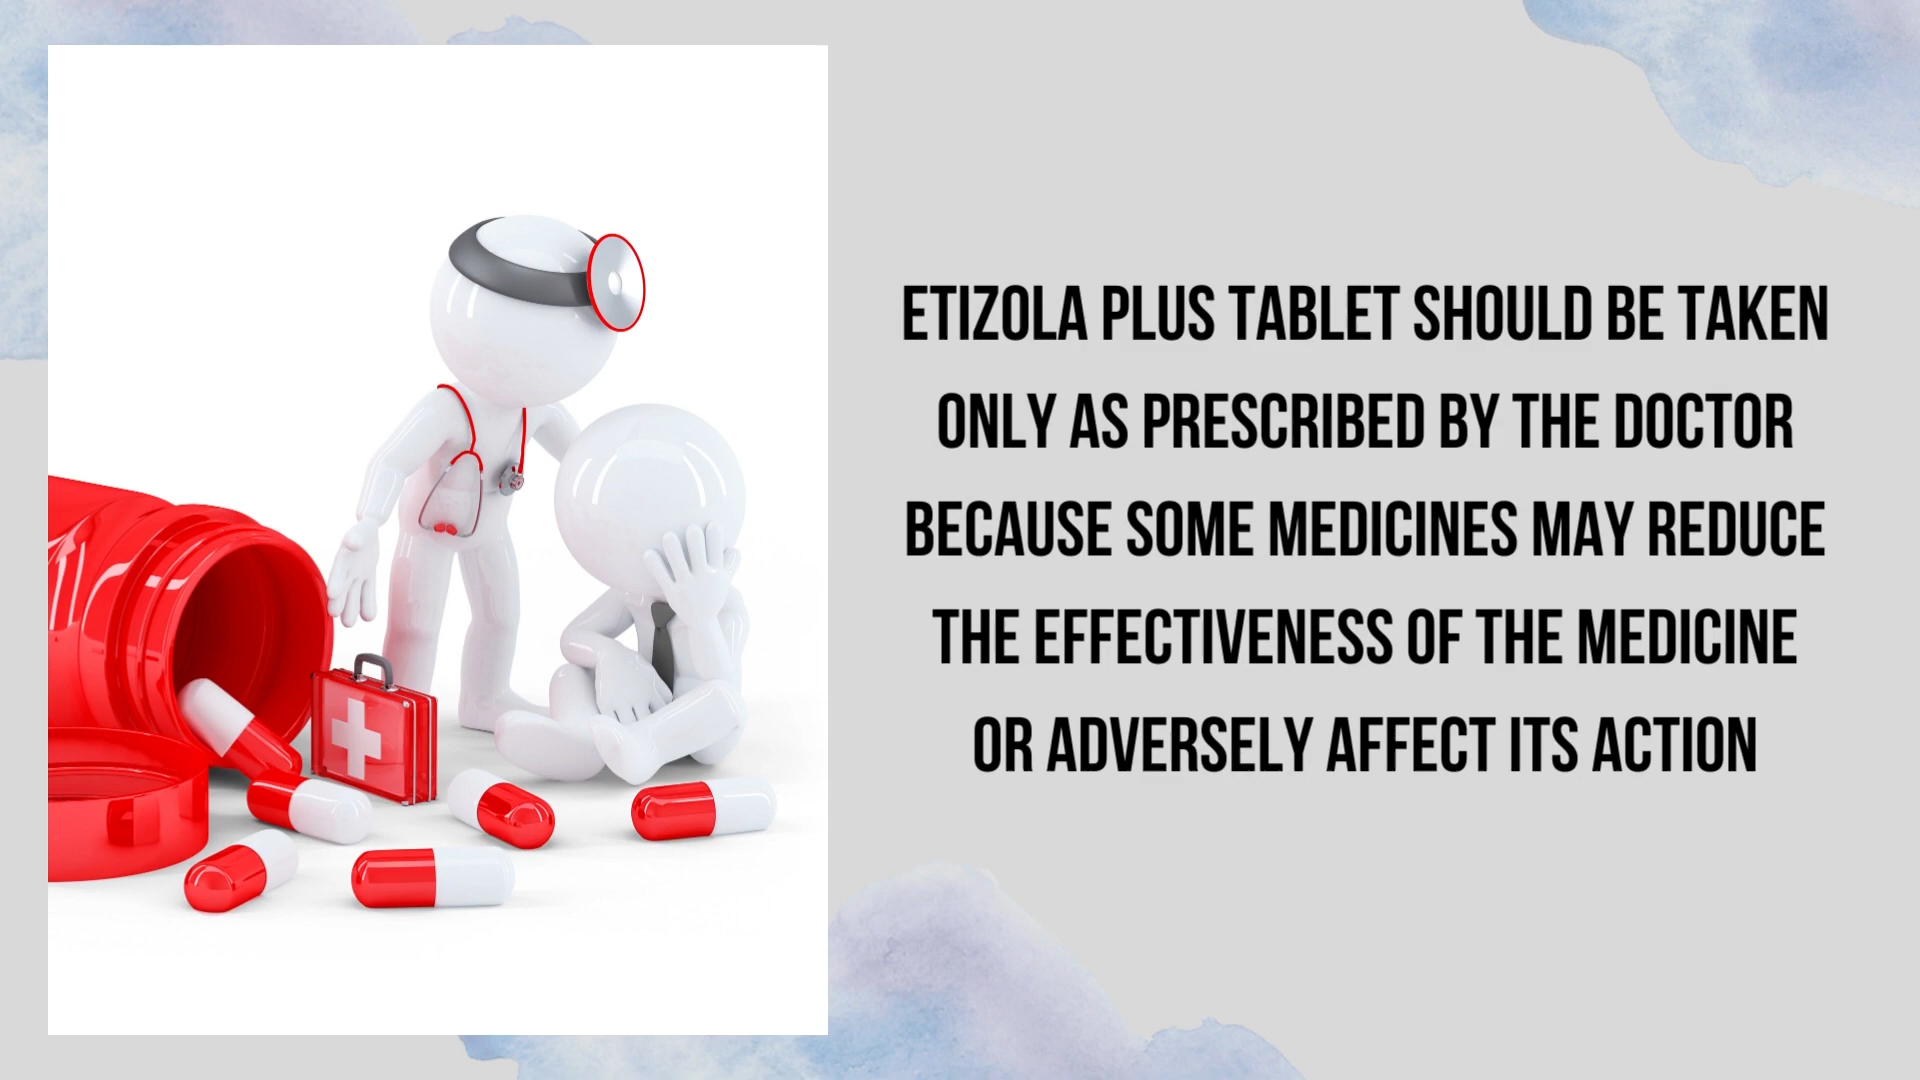 ETIZOLA PLUS TABLET SHOULD BE TAKEN
ONLY AS PRESCRIBED BY THE DOCTOR
BECAUSE SOME MEDICINES MAY REDUCE
THE EFFECTIVENESS OF THE MEDICINE
OR ADVERSELY AFFECT ITS ACTION